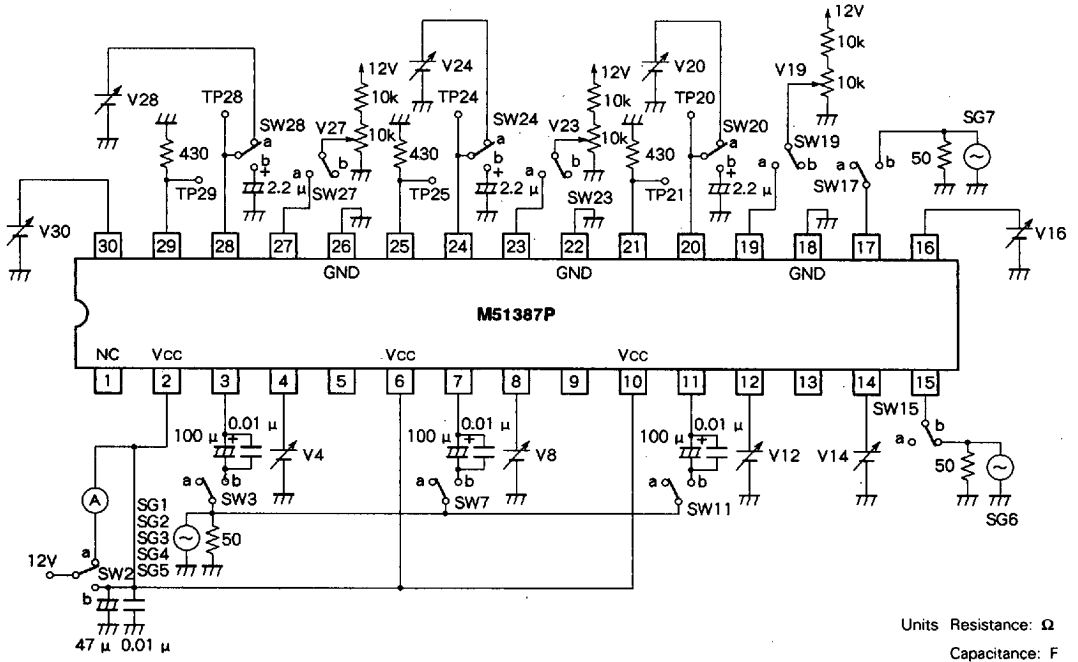 12V
10k
10k
V19
SG7
50
SW19
a
b
a
b
SW17
V28
TP28
SW28
a
b
+
2.2 μ
430
TP29
12V
10k
10k
V27
a
b
SW27
V24
TP24
SW24
a
b
+
2.2 μ
430
TP25
12V
10k
10k
V23
a
b
SW23
V20
TP20
SW20
a
b
+
2.2 μ
430
TP21
V30
V16
30 29 28 27 26 25 24 23 22 21 20 19 18 17 16
GND GND GND
M51387P
NC Vcc Vcc Vcc
1 2 3 4 5 6 7 8 9 10 11 12 13 14 15
100 μ
+
0.01 μ
V4
a
b
SW3
100 μ
+
0.01 μ
V8
a
b
SW7
100 μ
+
0.01 μ
V12
a
b
SW11
V14
SW15
a
b
50
SG6
A
SG1
SG2
SG3
SG4
SG5
50
12V
a
SW2
b
47 μ 0.01 μ
Units Resistance: Ω
Capacitance: F